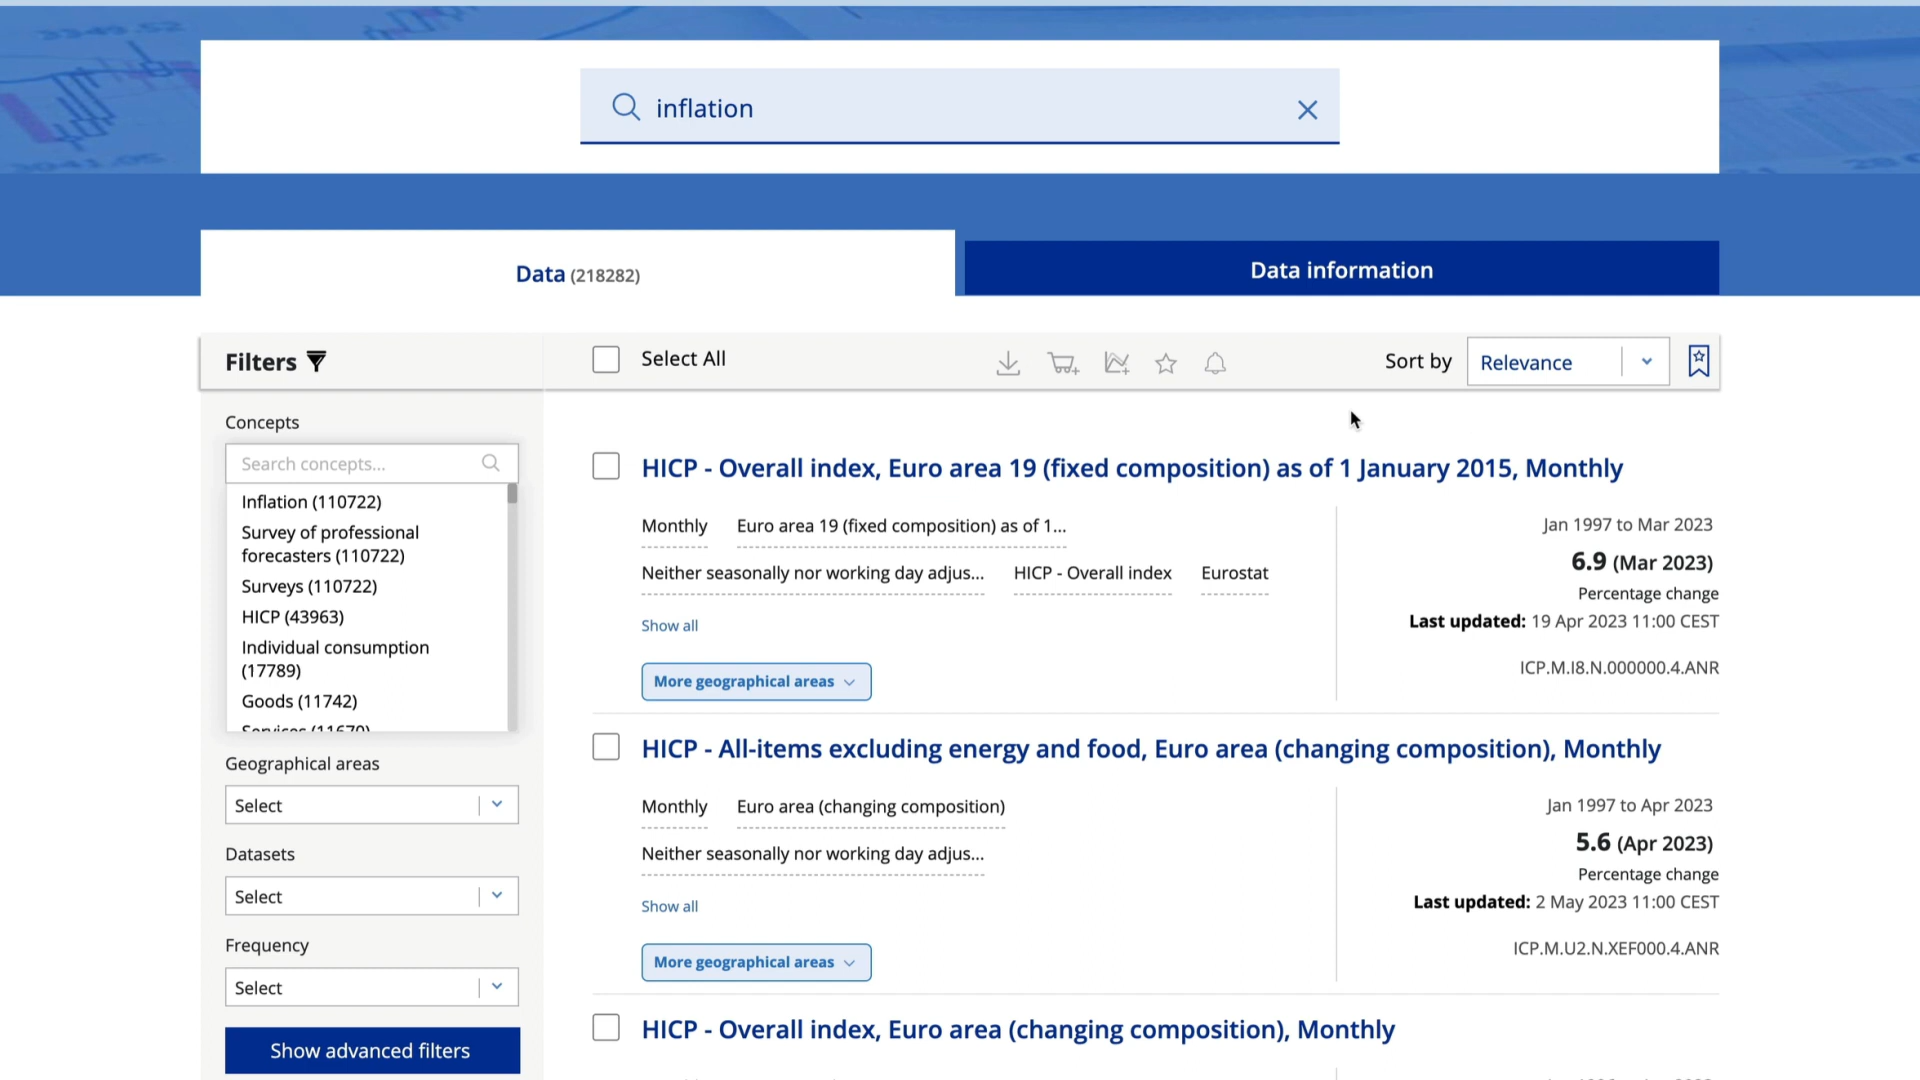 inflation
Data (218282)
Data information
Filters
Select All
Sort by
Relevance
Concepts
Search concepts...
Inflation (110722)
Survey of professional
forecasters (110722)
Surveys (110722)
HICP (43963)
Individual consumption
(17789)
Goods (11742)
Services (11670)
Geographical areas
Select
Datasets
Select
Frequency
Select
Show advanced filters
HICP - Overall index, Euro area 19 (fixed composition) as of 1 January 2015, Monthly
Monthly Euro area 19 (fixed composition) as of 1...
Neither seasonally nor working day adjus... HICP - Overall index Eurostat
Show all
More geographical areas
Jan 1997 to Mar 2023
6.9 (Mar 2023)
Percentage change
Last updated: 19 Apr 2023 11:00 CEST
ICP.M.I8.N.000000.4.ANR
HICP - All-items excluding energy and food, Euro area (changing composition), Monthly
Monthly Euro area (changing composition)
Neither seasonally nor working day adjus...
Show all
More geographical areas
Jan 1997 to Apr 2023
5.6 (Apr 2023)
Percentage change
Last updated: 2 May 2023 11:00 CEST
ICP.M.U2.N.XEF000.4.ANR
HICP - Overall index, Euro area (changing composition), Monthly